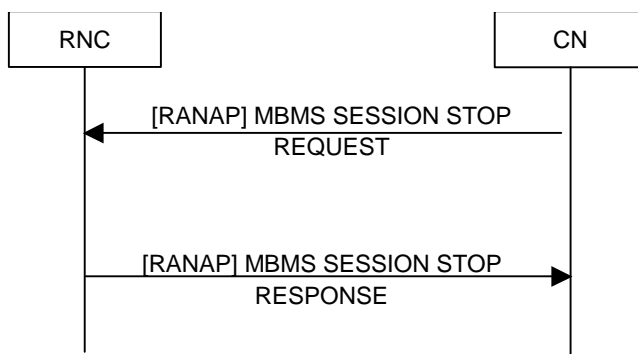 RNC
CN
[RANAP] MBMS SESSION STOP
REQUEST
[RANAP] MBMS SESSION STOP
RESPONSE